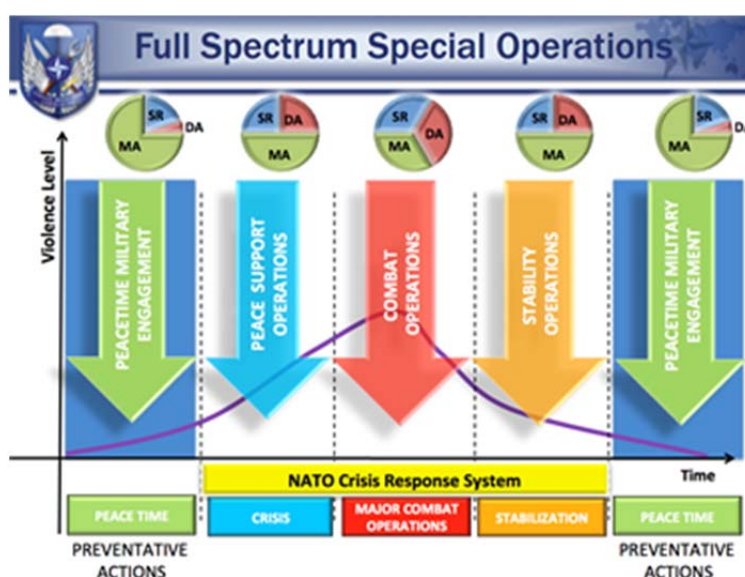 Full Spectrum Special Operations
SR
DA
MA
SR
DA
MA
SR
DA
MA
SR
DA
MA
SR
DA
MA
Violence Level
PEACETIME MILITARY
ENGAGEMENT
PEACE SUPPORT
OPERATIONS
COMBAT
OPERATIONS
STABILITY
OPERATIONS
PEACETIME MILITARY
ENGAGEMENT
Time
NATO Crisis Response System
PEACE TIME
CRISIS
MAJOR COMBAT
OPERATIONS
STABILIZATION
PEACE TIME
PREVENTATIVE
ACTIONS
PREVENTATIVE
ACTIONS